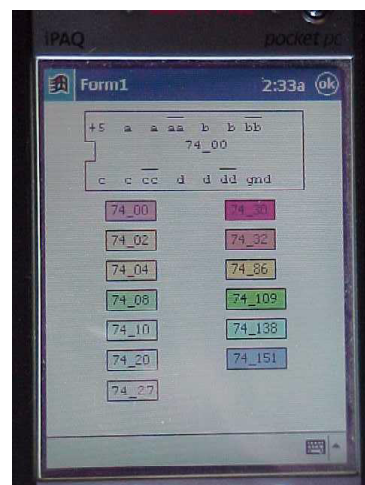 iPAQ pocket pc
Form1 2:33a ok
+5 a a aa b b bb
74_00
c c cc d d dd gnd
74_00 74_30
74_02 74_32
74_04 74_86
74_08 74_109
74_10 74_138
74_20 74_151
74_27